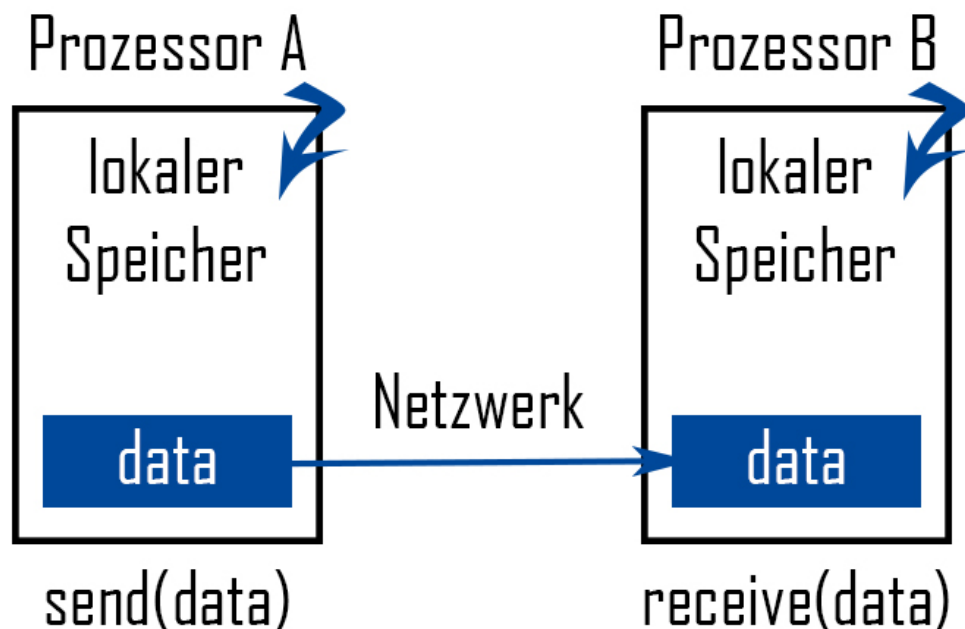 Prozessor A
lokaler
Speicher
data
send(data)
Netzwerk
Prozessor B
lokaler
Speicher
data
receive(data)